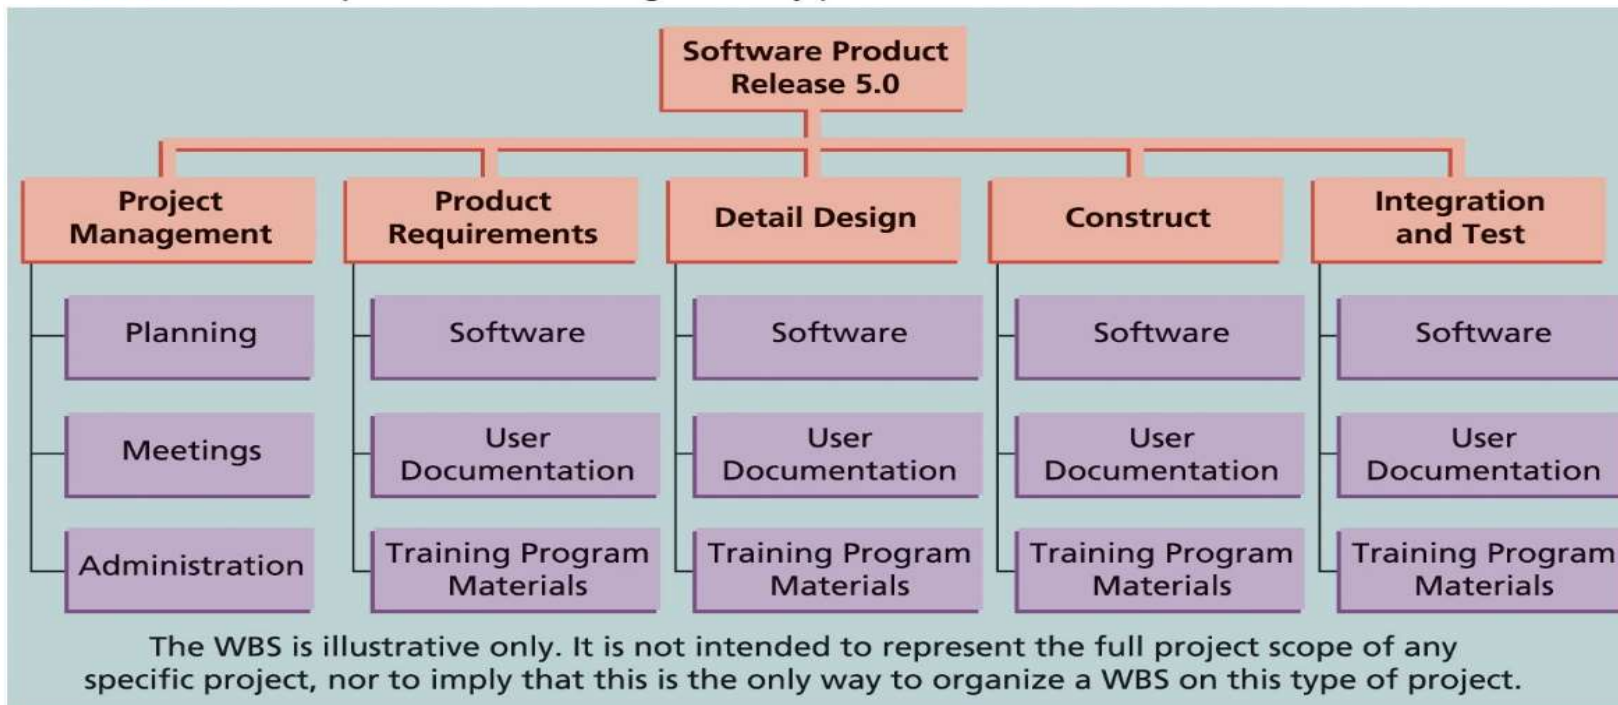 Software Product
Release 5.0
Project
Management
Product
Requirements
Detail Design
Construct
Integration
and Test
Planning
Meetings
Administration
Software
User
Documentation
Training Program
Materials
Software
User
Documentation
Training Program
Materials
Software
User
Documentation
Training Program
Materials
Software
User
Documentation
Training Program
Materials
The WBS is illustrative only. It is not intended to represent the full project scope of any
specific project, nor to imply that this is the only way to organize a WBS on this type of project.